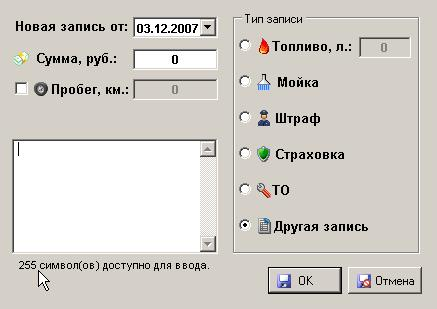 Новая запись от: 03.12.2007
Сумма, руб.: 0
Пробег, км.: 0
255 символ(ов) доступно для ввода.
Тип записи
Топливо, л.: 0
Мойка
Штраф
Страховка
ТО
Другая запись
OK
Отмена